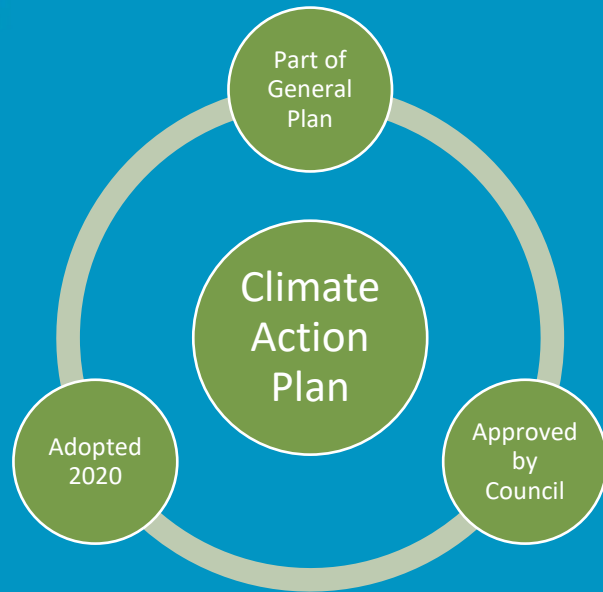 Part of
General
Plan
Climate
Action
Plan
Adopted
2020
Approved
by
Council